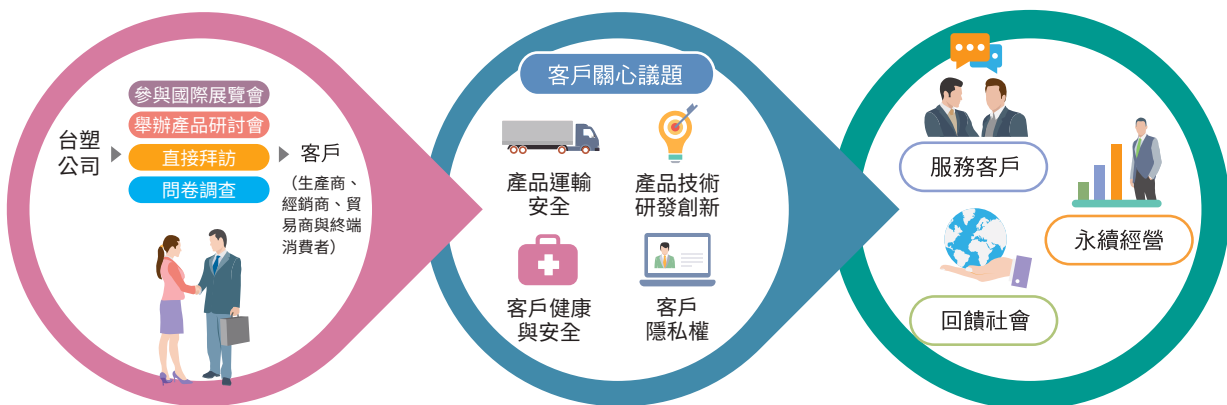 台塑
公司
參與國際展覽會
舉辦產品研討會
直接拜訪
問卷調查
客戶
（生產商、
經銷商、貿
易商與終端
消費者）
客戶關心議題
產品運輸
安全
產品技術
研發創新
客戶健康
與安全
客戶
隱私權
服務客戶
永續經營
回饋社會